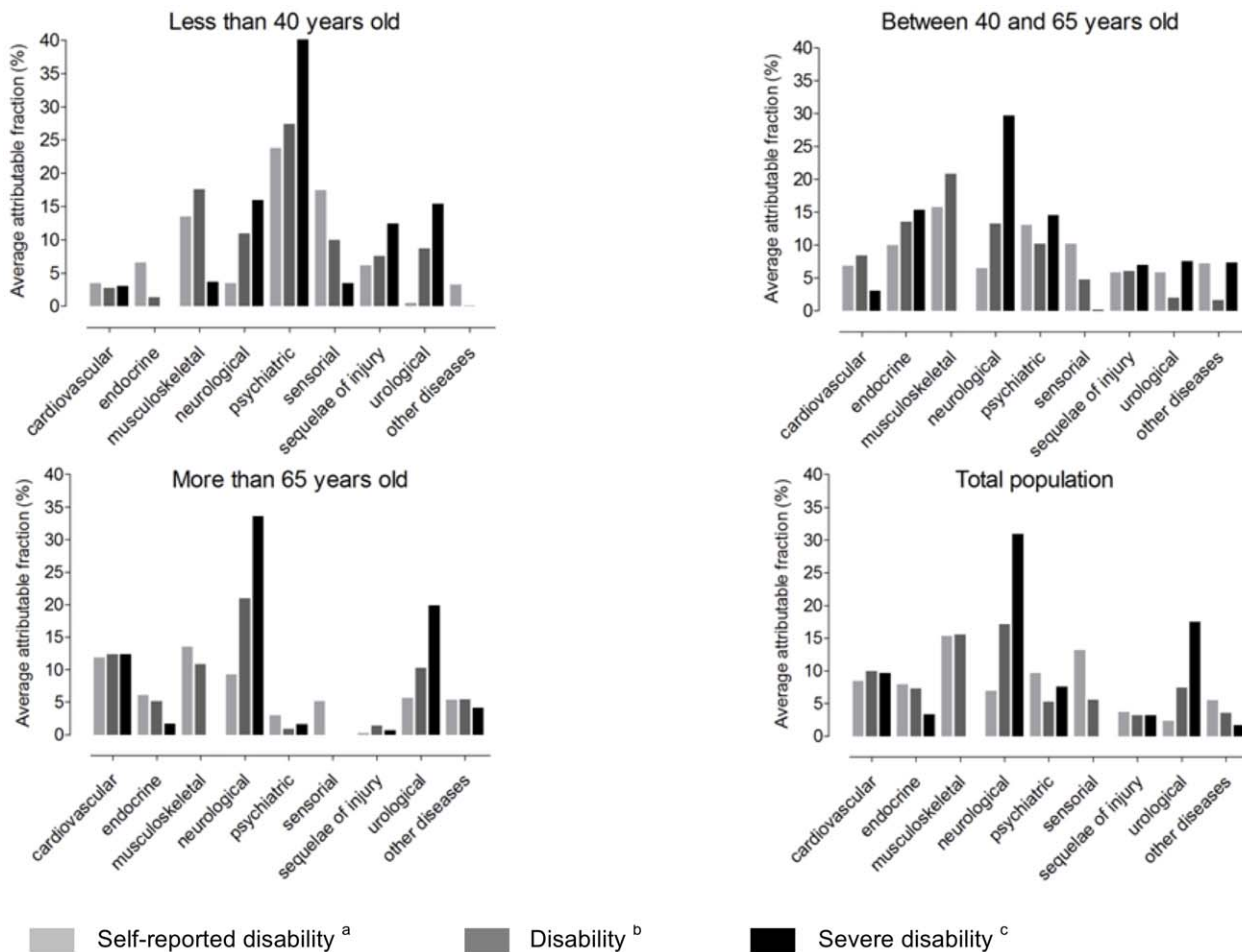 Less than 40 years old
Average attributable fraction (%)
40
35
30
25
20
15
10
5
0
cardiovascular
endocrine
musculoskeletal
neurological
psychiatric
sensorial
sequelae of injury
urological
other diseases
Between 40 and 65 years old
Average attributable fraction (%)
40
35
30
25
20
15
10
5
0
cardiovascular
endocrine
musculoskeletal
neurological
psychiatric
sensorial
sequelae of injury
urological
other diseases
More than 65 years old
Average attributable fraction (%)
40
35
30
25
20
15
10
5
0
cardiovascular
endocrine
musculoskeletal
neurological
psychiatric
sensorial
sequelae of injury
urological
other diseases
Total population
Average attributable fraction (%)
40
35
30
25
20
15
10
5
0
cardiovascular
endocrine
musculoskeletal
neurological
psychiatric
sensorial
sequelae of injury
urological
other diseases
Self-reported disability a
Disability b
Severe disability c